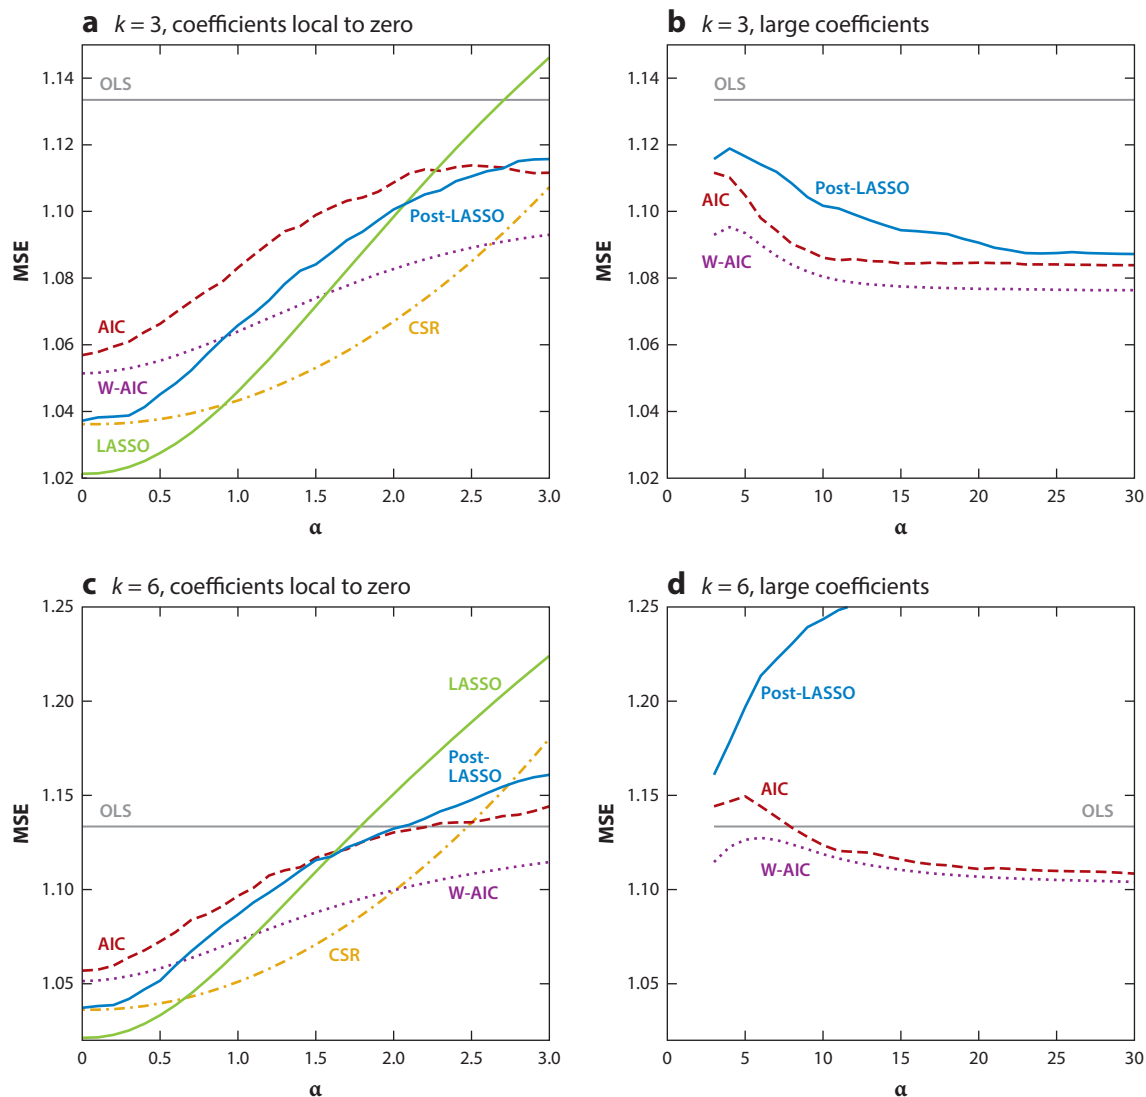 a k = 3, coefficients local to zero
1.14
1.12
1.10
1.08
1.06
1.04
1.02
MSE
OLS
AIC
Post-LASSO
W-AIC
CSR
LASSO
0 0.5 1.0 1.5 2.0 2.5 3.0
α
b k = 3, large coefficients
1.14
1.12
1.10
1.08
1.06
1.04
1.02
MSE
OLS
Post-LASSO
AIC
W-AIC
0 5 10 15 20 25 30
α
c k = 6, coefficients local to zero
1.25
1.20
1.15
1.10
1.05
MSE
LASSO
Post-
LASSO
OLS
W-AIC
AIC
CSR
0 0.5 1.0 1.5 2.0 2.5 3.0
α
d k = 6, large coefficients
1.25
1.20
1.15
1.10
1.05
MSE
Post-LASSO
AIC
OLS
W-AIC
0 5 10 15 20 25 30
α